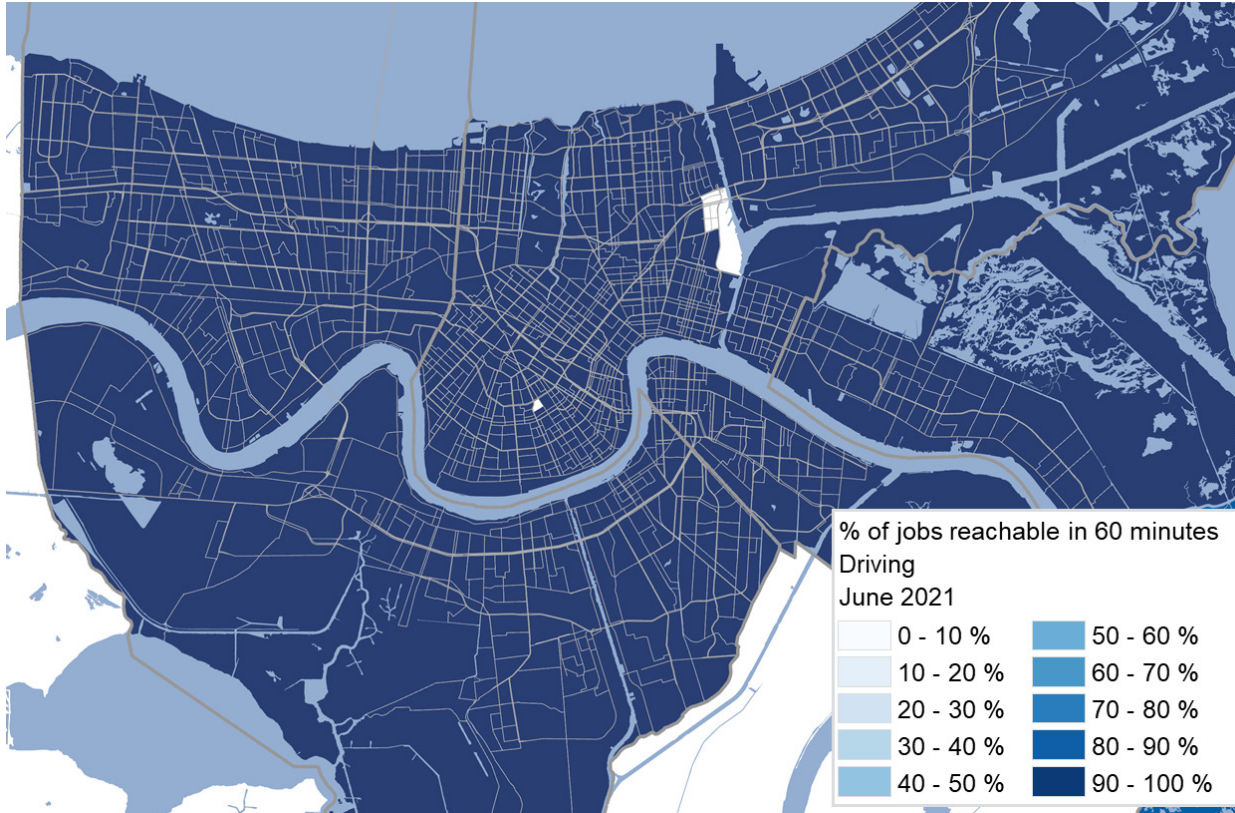 % of jobs reachable in 60 minutes
Driving
June 2021
0 - 10 %
10 - 20 %
20 - 30 %
30 - 40 %
40 - 50 %
50 - 60 %
60 - 70 %
70 - 80 %
80 - 90 %
90 - 100 %